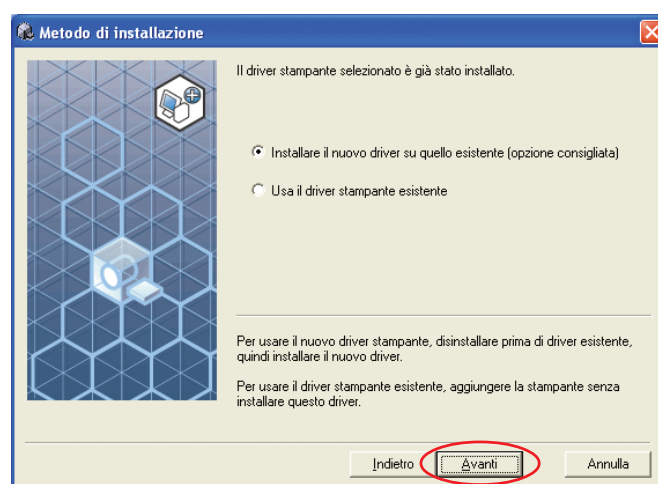 Metodo di installazione
Il driver stampante selezionato è già stato installato.
Installare il nuovo driver su quello esistente (opzione consigliata)
Usa il driver stampante esistente
Per usare il nuovo driver stampante, disinstallare prima di driver esistente,
quindi installare il nuovo driver.
Per usare il driver stampante esistente, aggiungere la stampante senza
installare questo driver.
Indietro Avanti Annulla